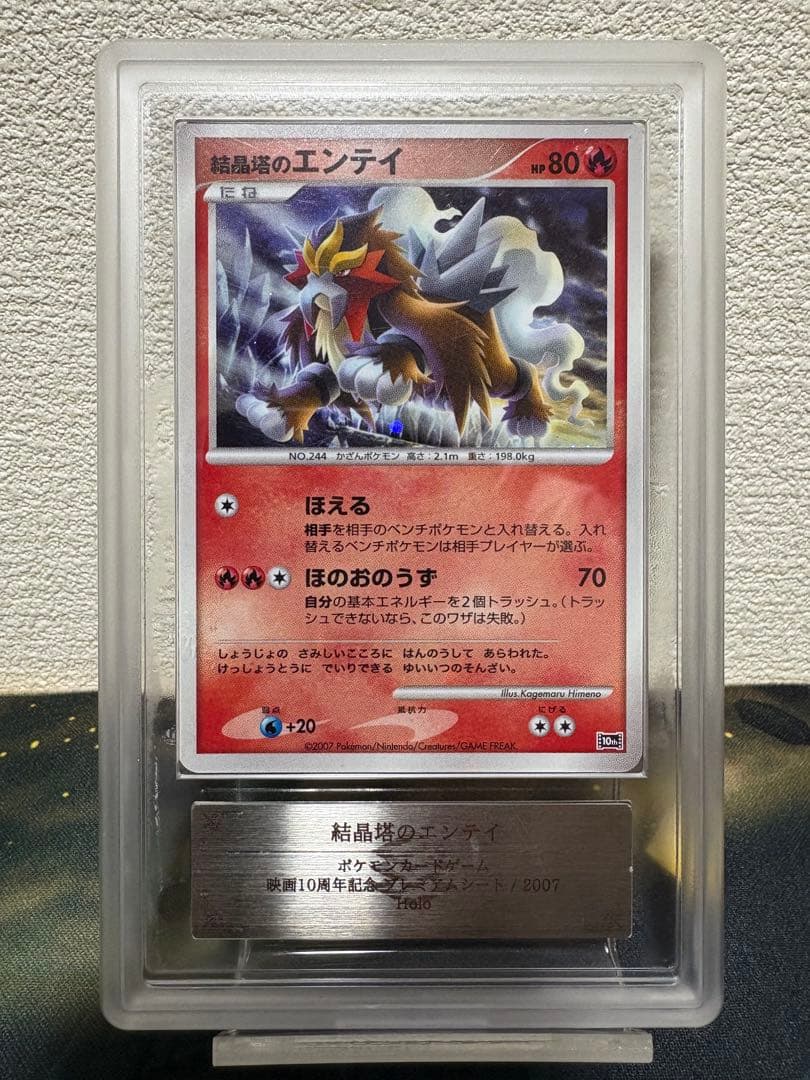 結晶塔のエンテイ HP 80
たね
NO.244 かざんポケモン 高さ:2.1m 重さ:198.0kg
ほえる
相手を相手のベンチポケモンと入れ替える。入れ
替えるベンチポケモンは相手プレイヤーが選ぶ。
ほのおのうず 70
自分の基本エネルギーを2個トラッシュ。(トラッ
シュできないなら、このワザは失敗。)
しょうじょの さみしいこころに はんのうして あらわれた。
けっしょうとうに でいりできる ゆいいつのそんざい。
Illus.Kagemaru Himeno
弱点 抵抗力 にげる
+20
10th
©2007 Pokémon/Nintendo/Creatures/GAME FREAK.
結晶塔のエンテイ
ポケモンカードゲーム
映画10周年記念 プレミアムシート / 2007
Holo